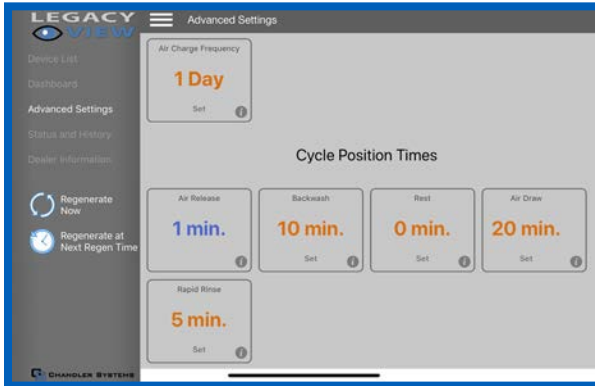 LEGACY
VIEW
Advanced Settings
Device List
Dashboard
Advanced Settings
Status and History
Dealer Information
Regenerate
Now
Regenerate at
Next Regen Time
CHANDLER SYSTEMS
Air Charge Frequency
1 Day
Set
Cycle Position Times
Air Release
1 min.
Backwash
10 min.
Set
Rest
0 min.
Set
Air Draw
20 min.
Set
Rapid Rinse
5 min.
Set